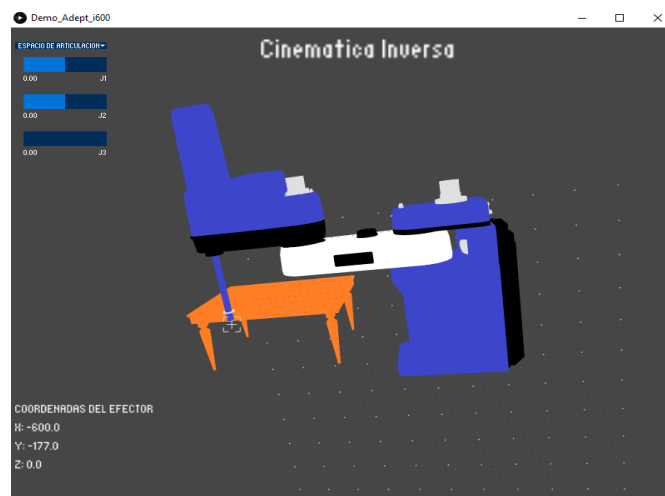 Demo_Adept_i600
ESPACIO DE ARTICULACION
Cinematica Inversa
0.00 J1
0.00 J2
0.00 J3
COORDENADAS DEL EFECTOR
X: -600.0
Y: -177.0
Z: 0.0